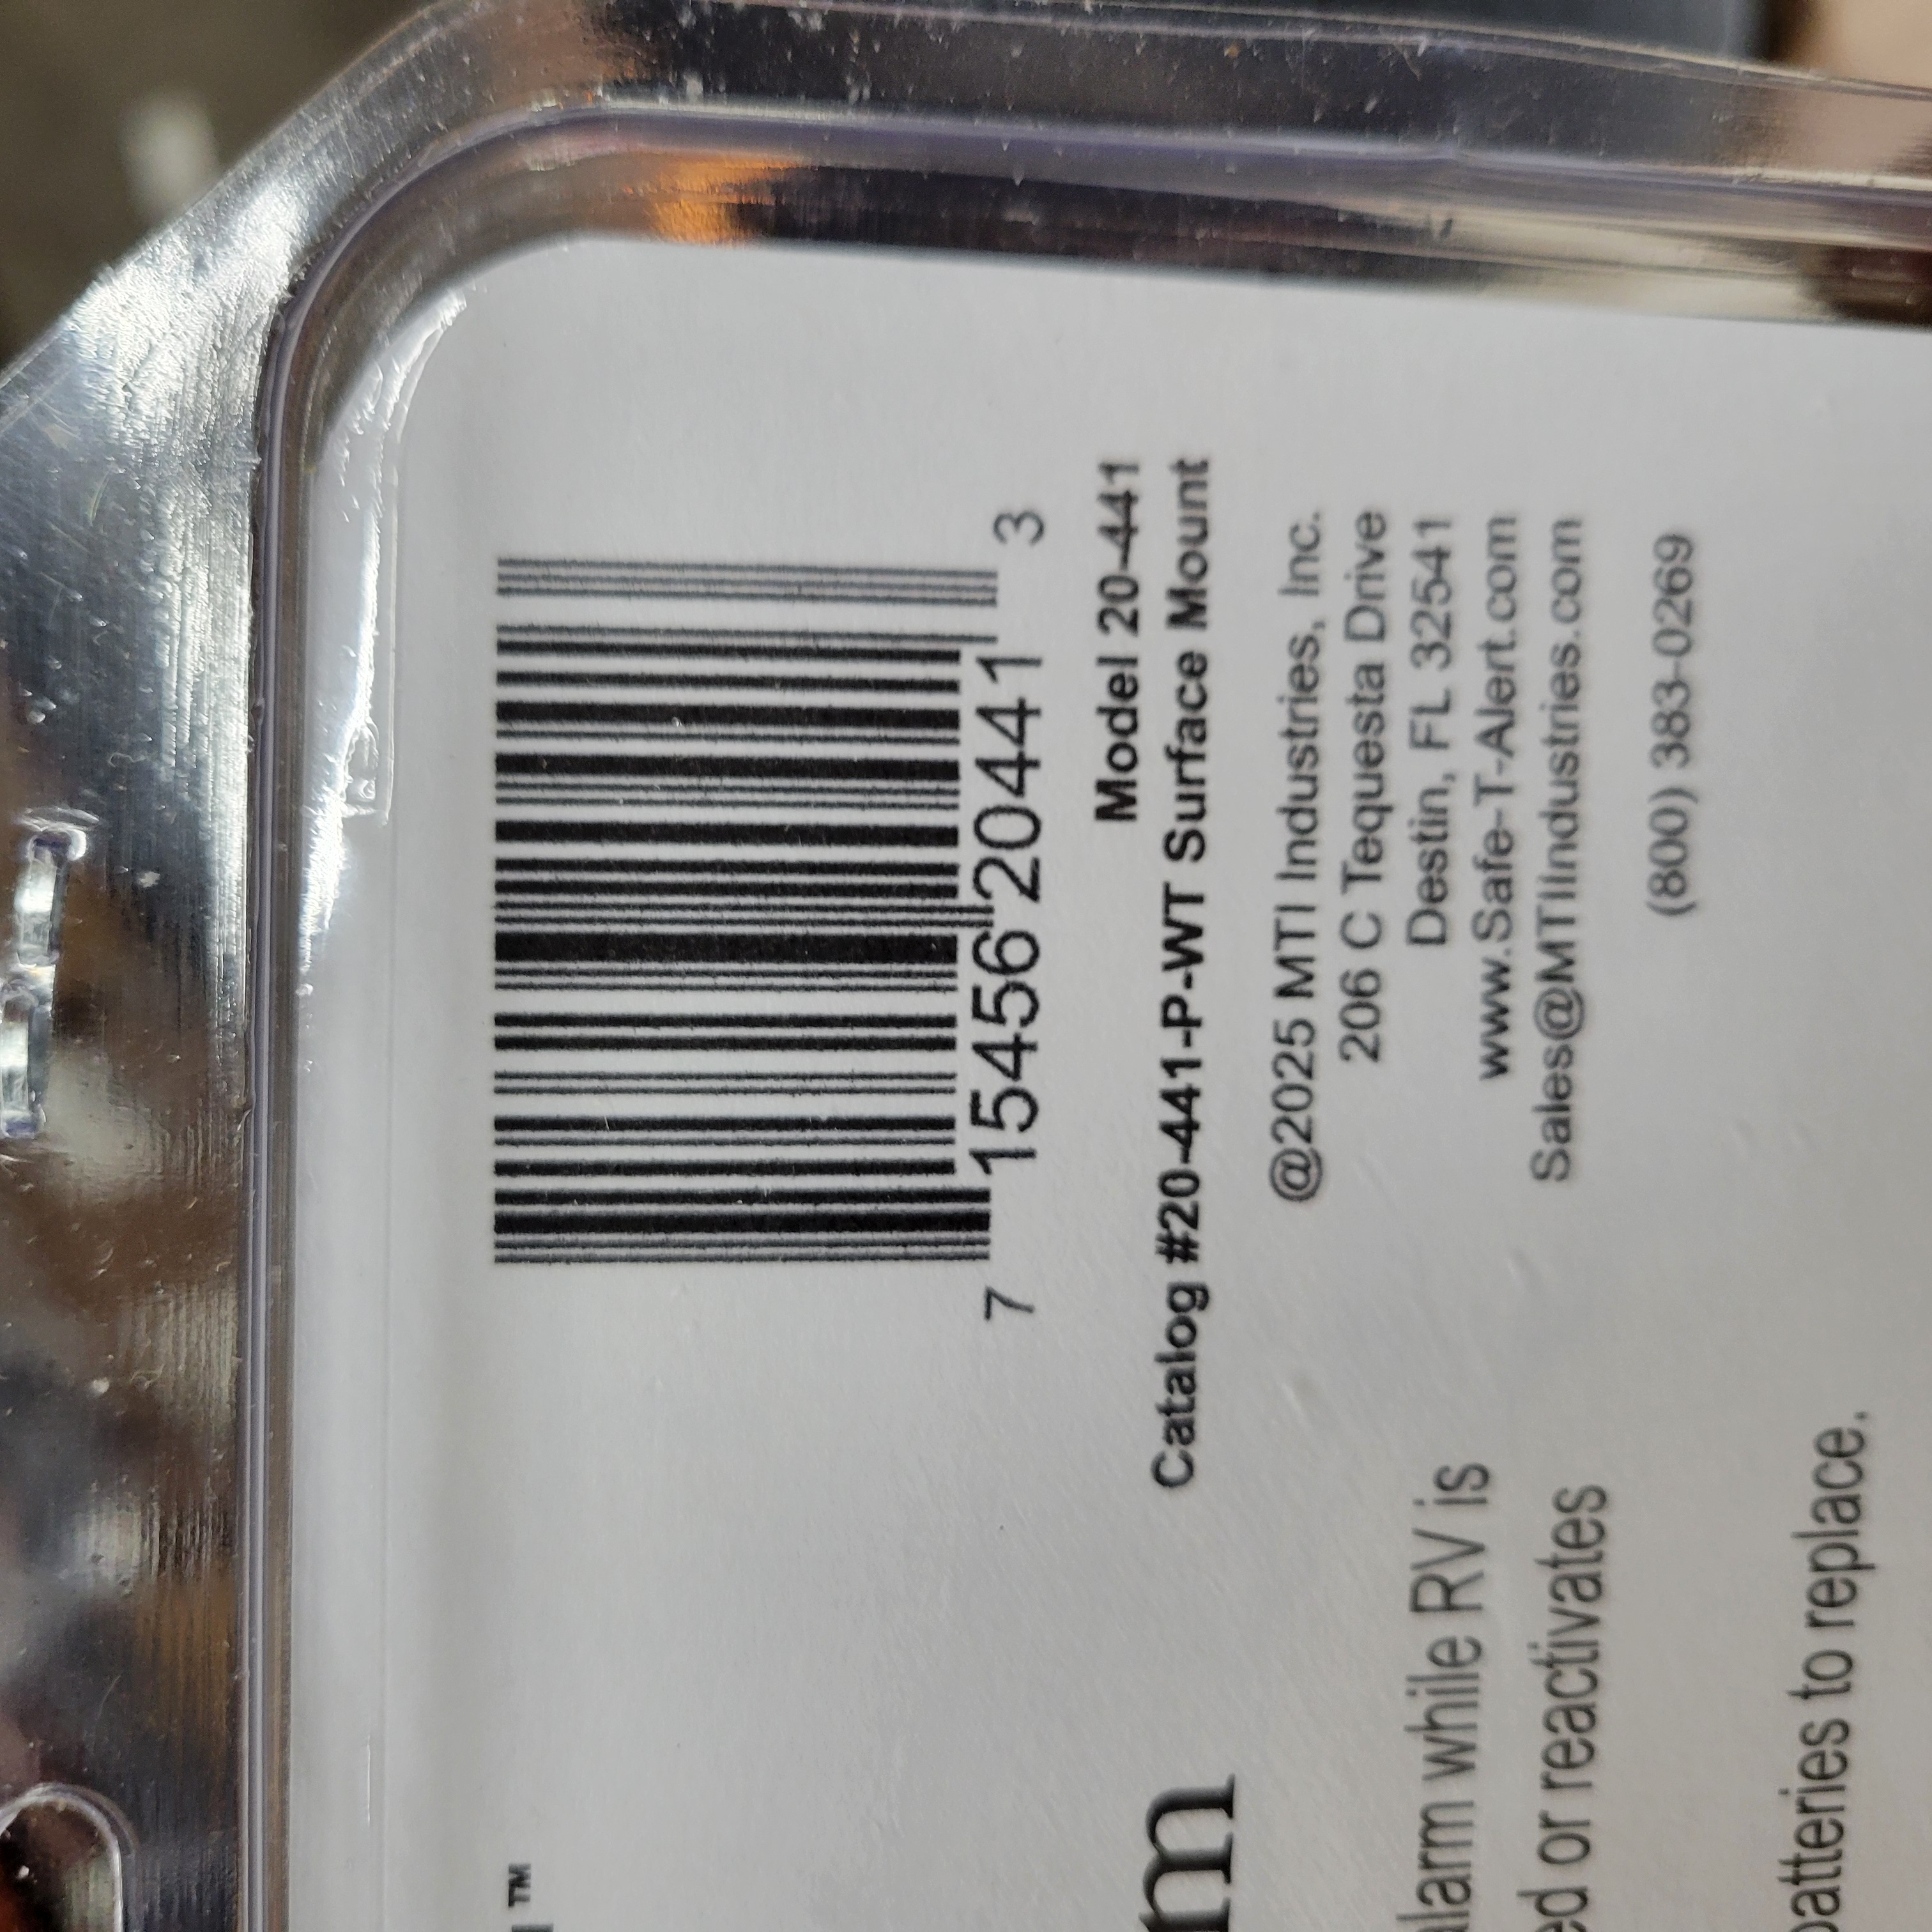 7 15456 20441 3
Model 20-441
Catalog #20-441-P-WT Surface Mount
@2025 MTI Industries, Inc.
206 C Tequesta Drive
Destin, FL 32541
www.Safe-T-Alert.com
Sales@MTIIndustries.com
(800) 383-0269
TM
m
alarm while RV is
ed or reactivates
batteries to replace.